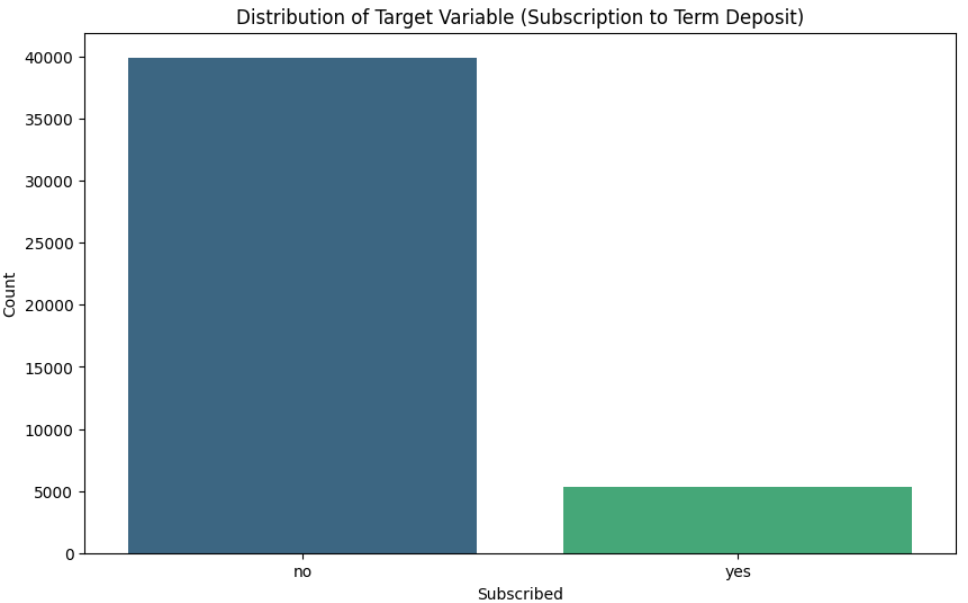 Distribution of Target Variable (Subscription to Term Deposit)
40000
35000
30000
25000
20000
15000
10000
5000
0
Count
no
yes
Subscribed